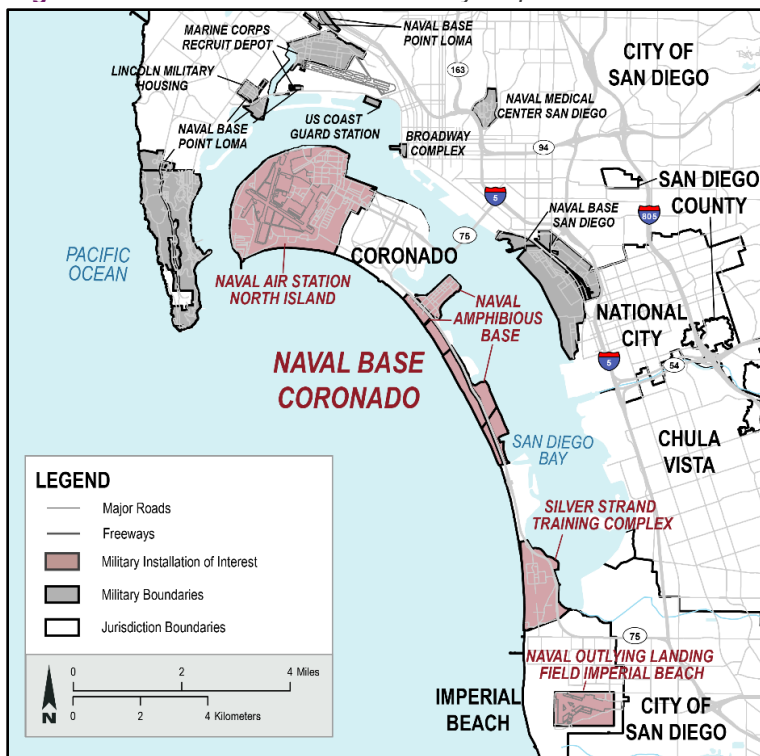 MARINE CORPS
RECRUIT DEPOT
NAVAL BASE
POINT LOMA
CITY OF
SAN DIEGO
163
LINCOLN MILITARY
HOUSING
NAVAL MEDICAL
CENTER SAN DIEGO
US COAST
GUARD STATION
NAVAL BASE
POINT LOMA
BROADWAY
COMPLEX
94
SAN DIEGO
COUNTY
5
805
NAVAL BASE
SAN DIEGO
75
PACIFIC
OCEAN
CORONADO
NAVAL AIR STATION
NORTH ISLAND
NAVAL
AMPHIBIOUS
BASE
NATIONAL
CITY
NAVAL BASE
CORONADO
5
54
SAN DIEGO
BAY
CHULA
VISTA
LEGEND
Major Roads
Freeways
Military Installation of Interest
Military Boundaries
Jurisdiction Boundaries
SILVER STRAND
TRAINING COMPLEX
75
NAVAL OUTLYING LANDING
FIELD IMPERIAL BEACH
IMPERIAL
BEACH
CITY OF
SAN DIEGO
N
0 2 4 Miles
0 2 4 Kilometers